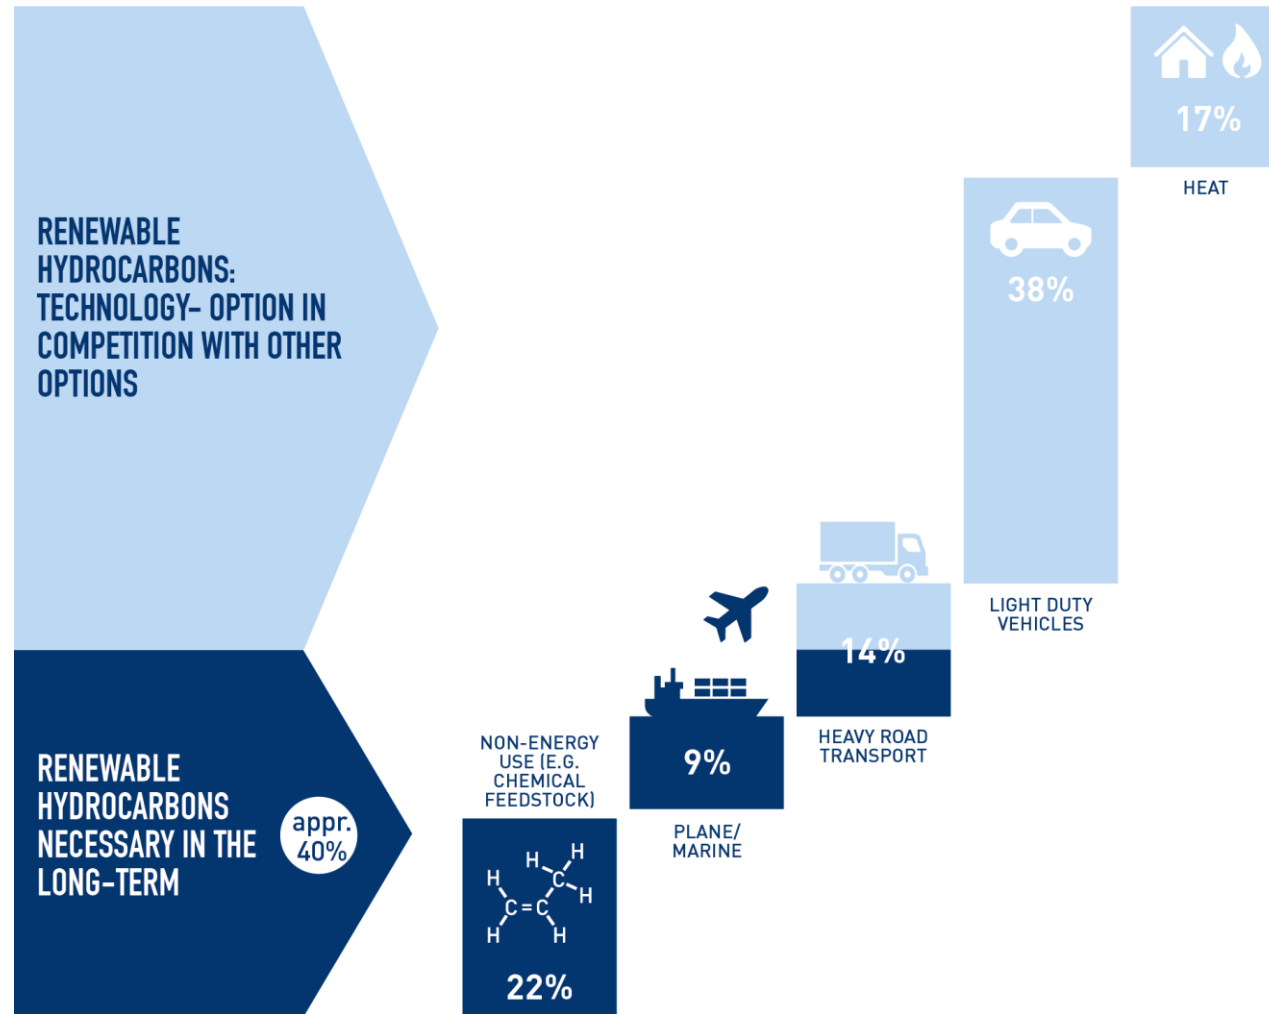 RENEWABLE
HYDROCARBONS:
TECHNOLOGY- OPTION IN
COMPETITION WITH OTHER
OPTIONS
RENEWABLE
HYDROCARBONS
NECESSARY IN THE
LONG-TERM
appr.
40%
NON-ENERGY
USE (E.G.
CHEMICAL
FEEDSTOCK)
H
H
H
C
H
C=C
H
H
22%
9%
PLANE/
MARINE
14%
HEAVY ROAD
TRANSPORT
38%
LIGHT DUTY
VEHICLES
17%
HEAT